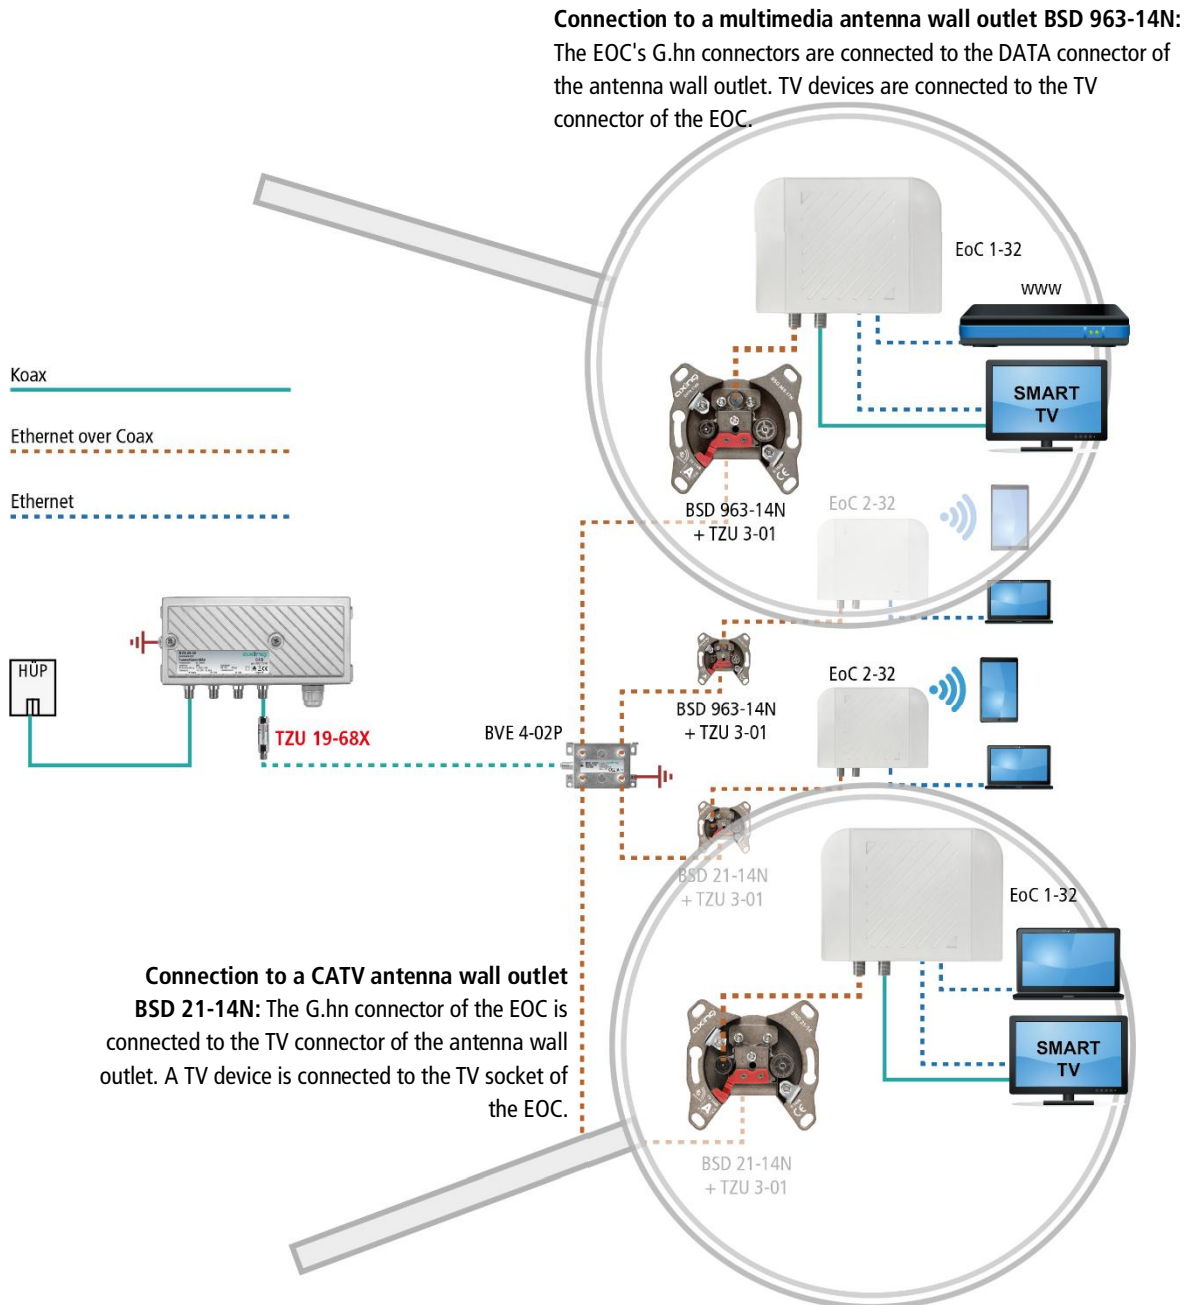 Connection to a multimedia antenna wall outlet BSD 963-14N:
The EOC's G.hn connectors are connected to the DATA connector of
the antenna wall outlet. TV devices are connected to the TV
connector of the EOC.
EoC 1-32
www
SMART
TV
Koax
Ethernet over Coax
Ethernet
axing
BSD 963-14N
+ TZU 3-01
EoC 2-32
HÜP
axing
TZU 19-68X
BVE 4-02P
BSD 963-14N
+ TZU 3-01
EoC 2-32
BSD 21-14N
+ TZU 3-01
EoC 1-32
Connection to a CATV antenna wall outlet
BSD 21-14N: The G.hn connector of the EOC is
connected to the TV connector of the antenna wall
outlet. A TV device is connected to the TV socket of
the EOC.
axing
SMART
TV
BSD 21-14N
+ TZU 3-01